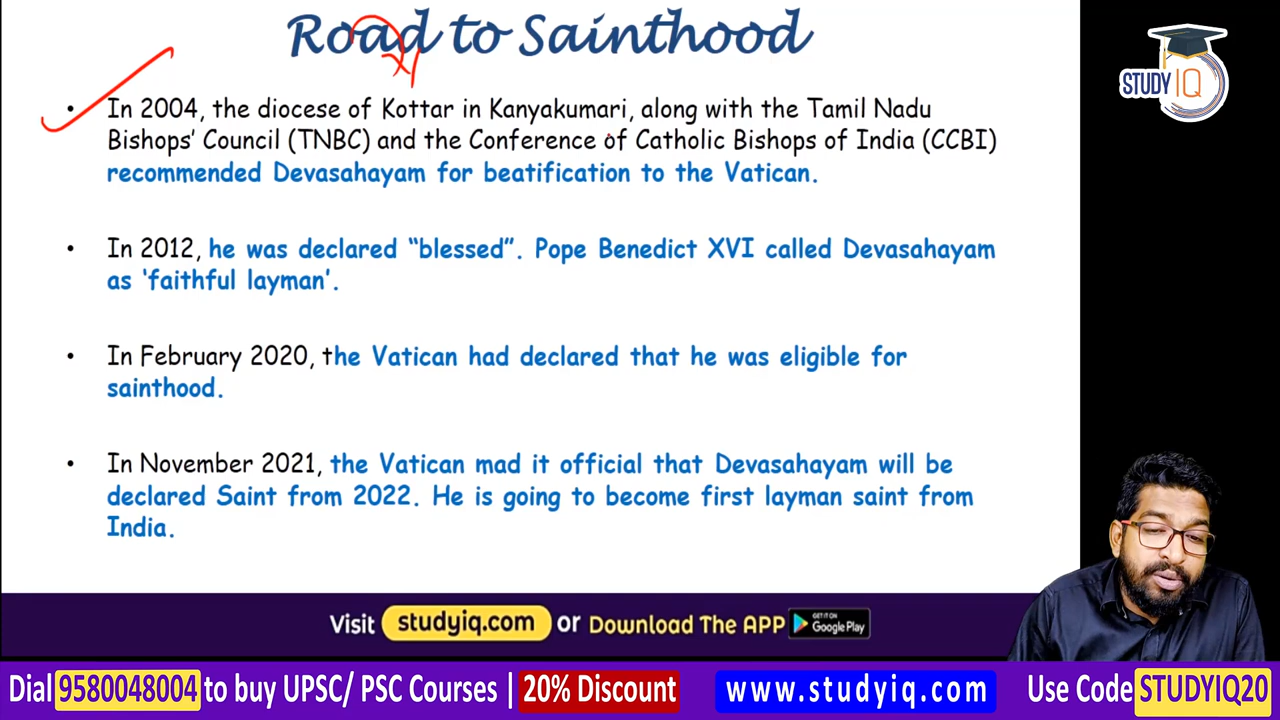 Road to Sainthood
STUDY IQ
• In 2004, the diocese of Kottar in Kanyakumari, along with the Tamil Nadu
Bishops’ Council (TNBC) and the Conference of Catholic Bishops of India (CCBI)
recommended Devasahayam for beatification to the Vatican.
• In 2012, he was declared “blessed”. Pope Benedict XVI called Devasahayam
as ‘faithful layman’.
• In February 2020, the Vatican had declared that he was eligible for
sainthood.
• In November 2021, the Vatican mad it official that Devasahayam will be
declared Saint from 2022. He is going to become first layman saint from
India.
Visit studyiq.com or Download The APP GET IT ON Google Play
Dial 9580048004 to buy UPSC/ PSC Courses | 20% Discount www.studyiq.com Use Code STUDYIQ20